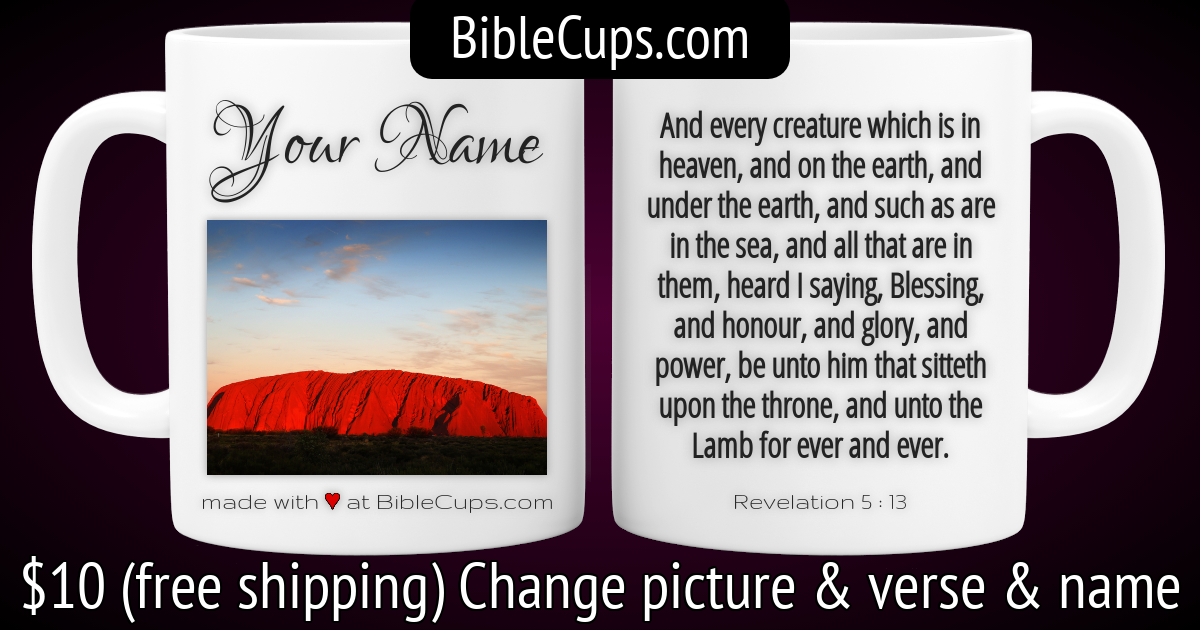 BibleCups.com
Your Name
made with ♥ at BibleCups.com
And every creature which is in
heaven, and on the earth, and
under the earth, and such as are
in the sea, and all that are in
them, heard I saying, Blessing,
and honour, and glory, and
power, be unto him that sitteth
upon the throne, and unto the
Lamb for ever and ever.
Revelation 5 : 13
$10 (free shipping) Change picture & verse & name